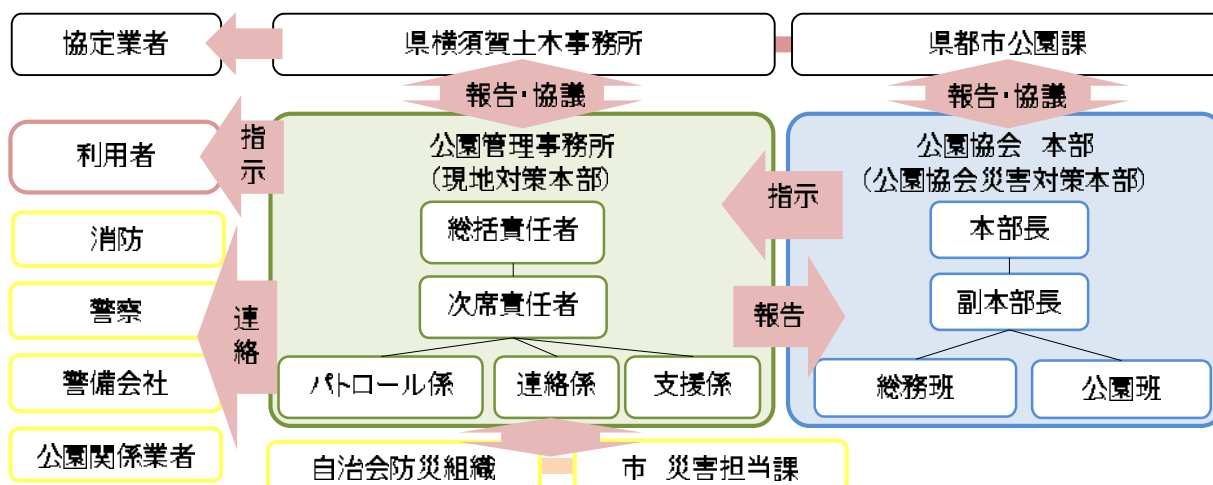 協定業者
県横須賀土木事務所
県都市公園課
報告・協議
報告・協議
利用者
指示
公園管理事務所
(現地対策本部)
公園協会 本部
(公園協会災害対策本部)
指示
消防
総括責任者
本部長
警察
連絡
次席責任者
報告
副本部長
警備会社
パトロール係
連絡係
支援係
総務班
公園班
公園関係業者
自治会防災組織
市 災害担当課